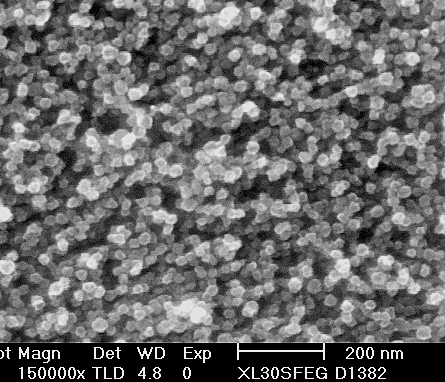 ot Magn Det WD Exp 200 nm
150000x TLD 4.8 0 XL30SFEG D1382